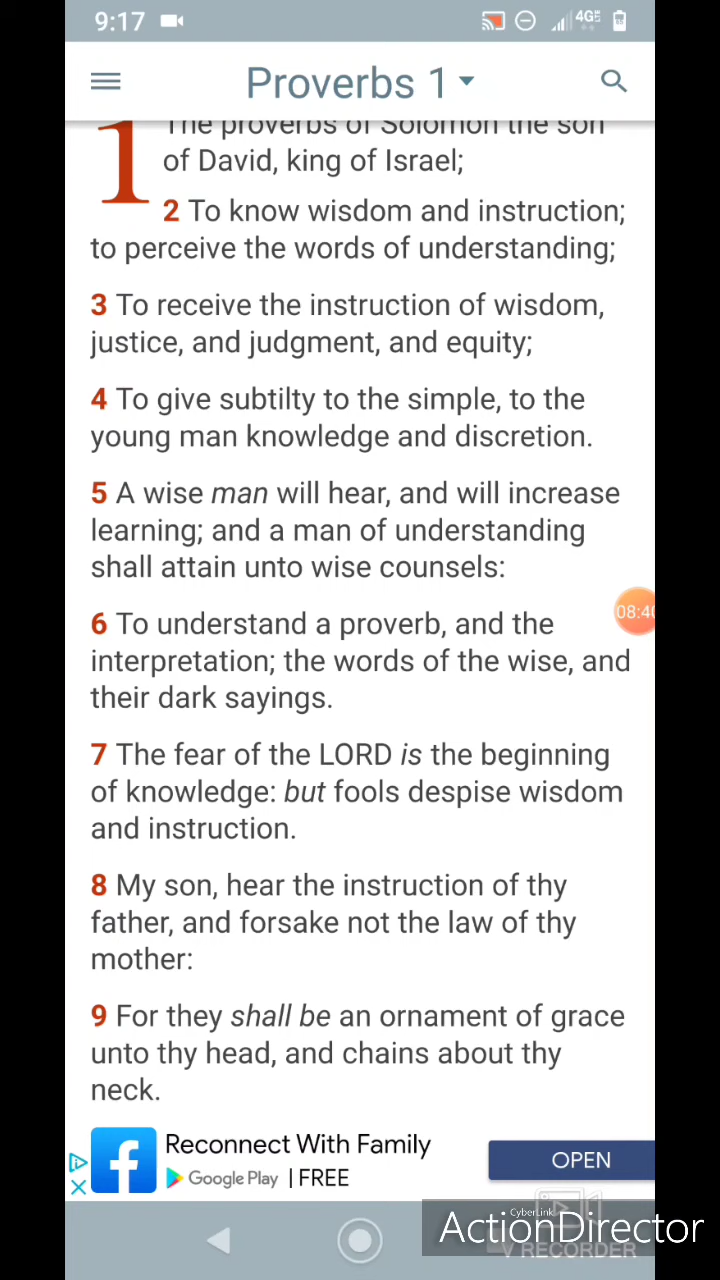 9:17
4G
Proverbs 1
1 The proverbs of Solomon the son
of David, king of Israel;
2 To know wisdom and instruction;
to perceive the words of understanding;
3 To receive the instruction of wisdom,
justice, and judgment, and equity;
4 To give subtilty to the simple, to the
young man knowledge and discretion.
5 A wise man will hear, and will increase
learning; and a man of understanding
shall attain unto wise counsels:
6 To understand a proverb, and the
interpretation; the words of the wise, and
their dark sayings.
08:40
7 The fear of the LORD is the beginning
of knowledge: but fools despise wisdom
and instruction.
8 My son, hear the instruction of thy
father, and forsake not the law of thy
mother:
9 For they shall be an ornament of grace
unto thy head, and chains about thy
neck.
Reconnect With Family
Google Play | FREE
OPEN
CyberLink
ActionDirector
V RECORDER